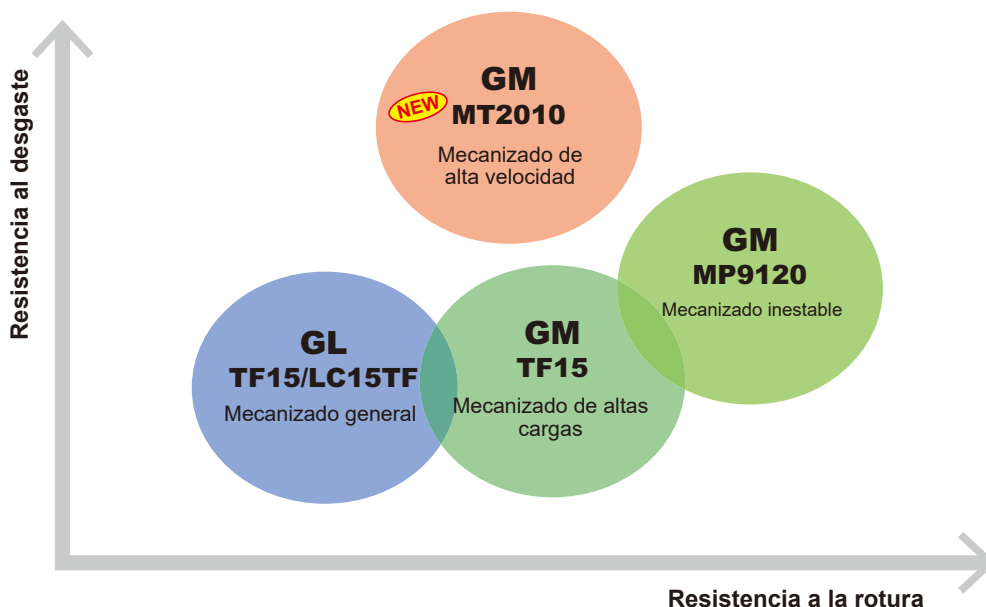 Resistencia al desgaste
GM
NEW
MT2010
Mecanizado de
alta velocidad
GM
MP9120
Mecanizado inestable
GL
TF15/LC15TF
Mecanizado general
GM
TF15
Mecanizado de altas
cargas
Resistencia a la rotura